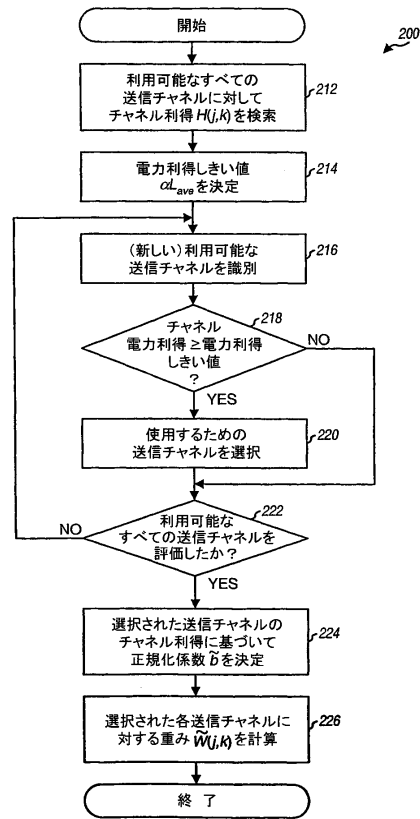 開始
200
利用可能なすべての
送信チャネルに対して
チャネル利得 H(j,k) を検索
212
電力利得しきい値
αLave を決定
214
(新しい)利用可能な
送信チャネルを識別
216
チャネル
電力利得≥電力利得
しきい値
?
218
NO
YES
使用するための
送信チャネルを選択
220
利用可能な
すべての送信チャネルを
評価したか?
222
NO
YES
選択された送信チャネルの
チャネル利得に基づいて
正規化係数 b̃ を決定
224
選択された各送信チャネルに
対する重み W̃(j,k) を計算
226
終了